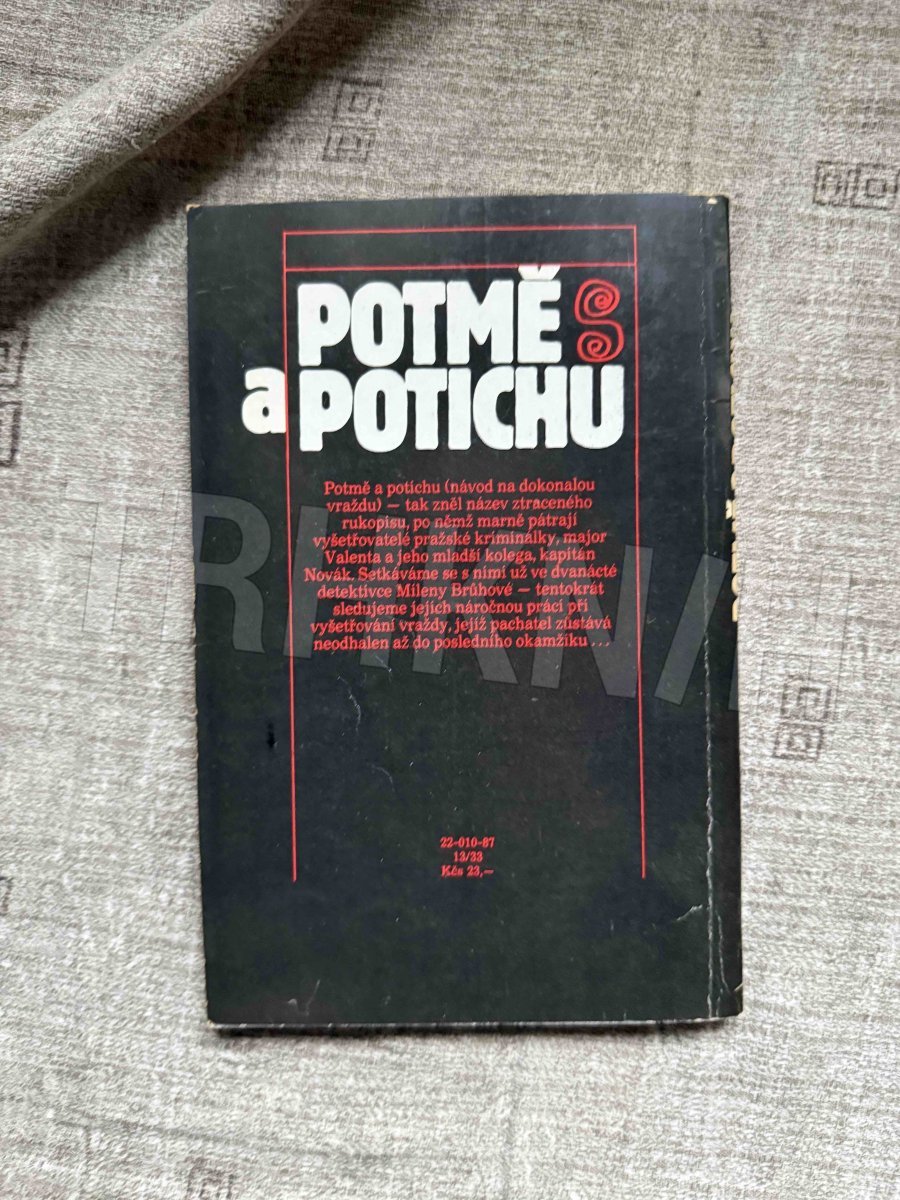 POTMĚ
a POTICHU
Potmě a potichu (návod na dokonalou
vraždu) — tak zněl název ztraceného
rukopisu, po němž marně pátrají
vyšetřovatelé pražské kriminálky, major
Valenta a jeho mladší kolega, kapitán
Novák. Setkáváme se s nimi už ve dvanácté
detektivce Mileny Brůhové — tentokrát
sledujeme jejich náročnou práci při
vyšetřování vraždy, jejíž pachatel zůstává
neodhalen až do posledního okamžiku...
22-010-87
13/33
Kčs 23,—